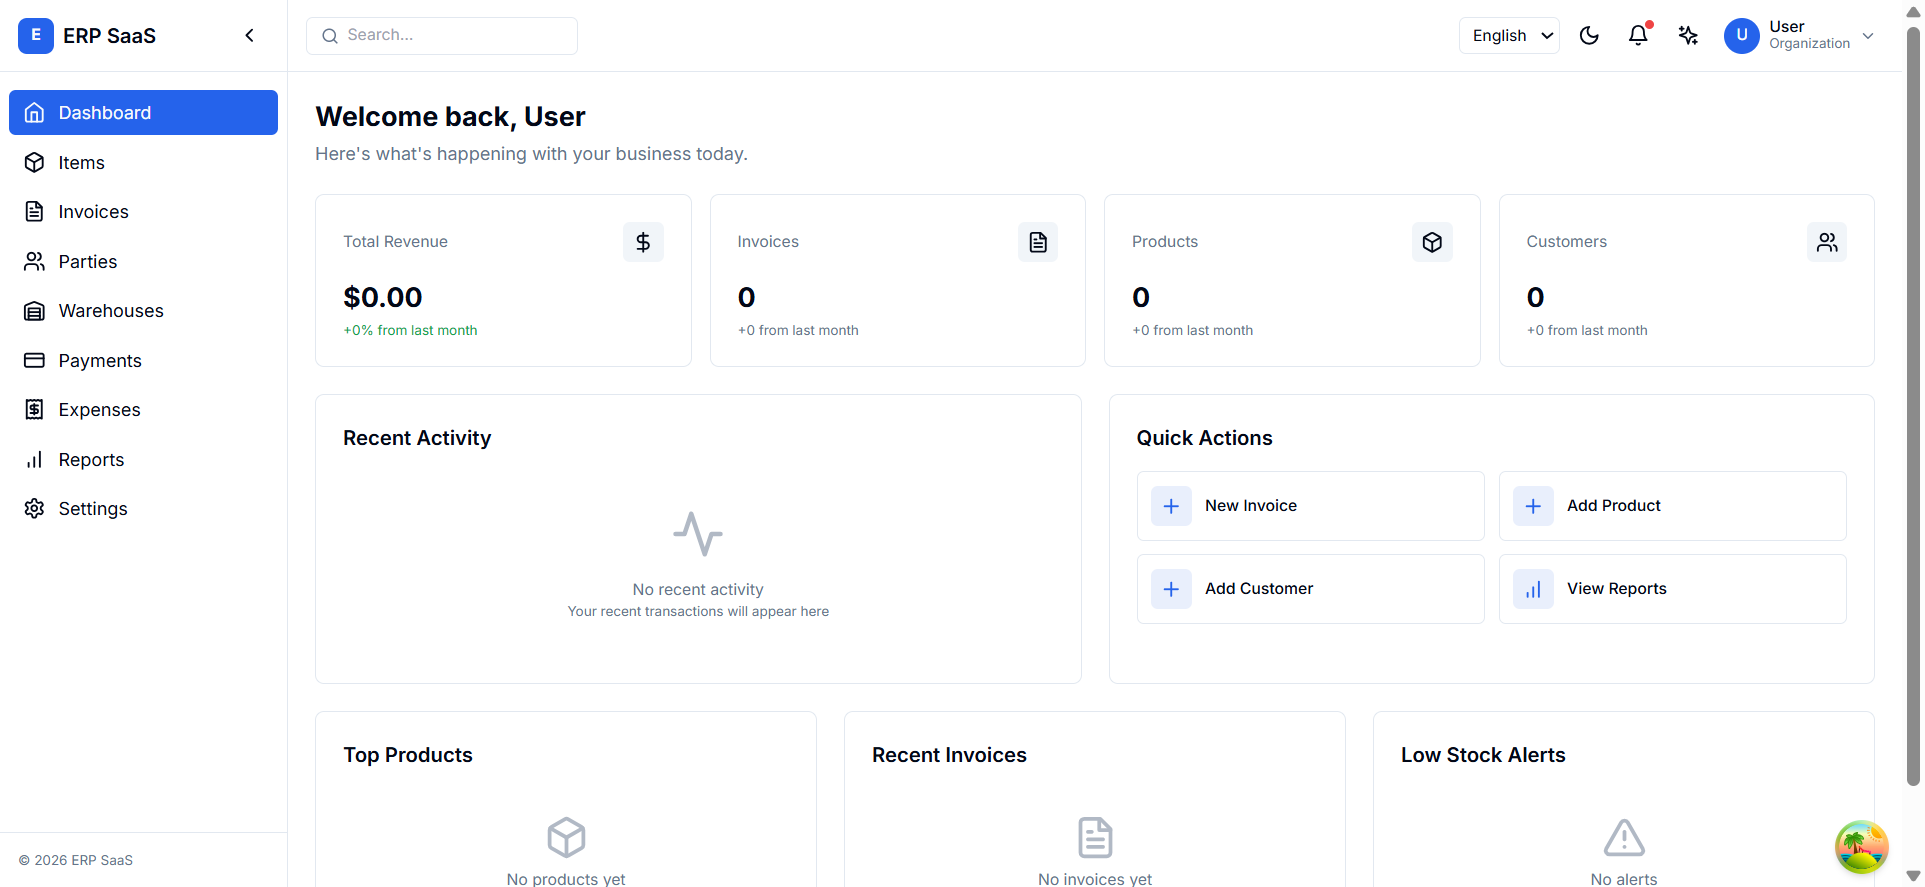 E ERP SaaS
Search...
English
U
User
Organization
Dashboard
Items
Invoices
Parties
Warehouses
Payments
Expenses
Reports
Settings
© 2026 ERP SaaS
Welcome back, User
Here's what's happening with your business today.
Total Revenue
$0.00
+0% from last month
Invoices
0
+0 from last month
Products
0
+0 from last month
Customers
0
+0 from last month
Recent Activity
No recent activity
Your recent transactions will appear here
Quick Actions
New Invoice
Add Product
Add Customer
View Reports
Top Products
No products yet
Recent Invoices
No invoices yet
Low Stock Alerts
No alerts